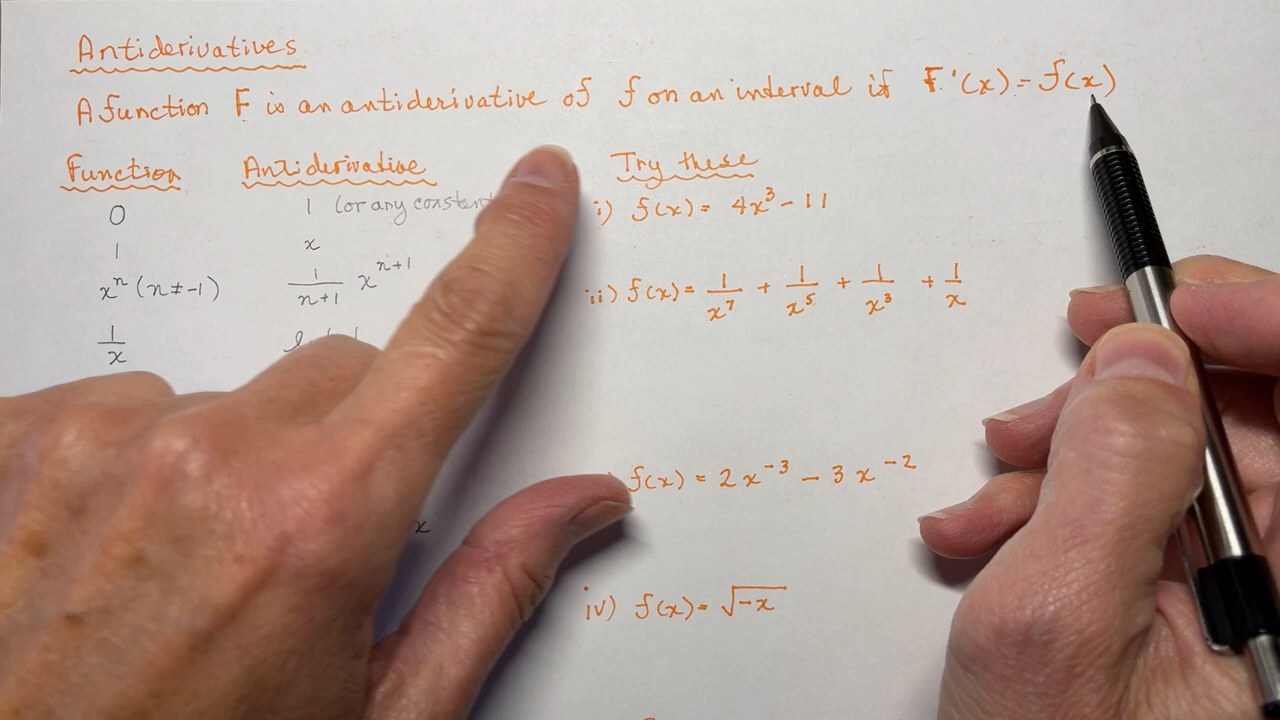 Antiderivatives
A function F is an antiderivative of f on an interval if F'(x) = f(x)
Function Antiderivative
0 1 (or any constant
1 x
xⁿ (n ≠ -1) 1/(n+1) xⁿ⁺¹
1/x
x
Try these
i) f(x) = 4x³ - 11
ii) f(x) = 1/x⁷ + 1/x⁵ + 1/x³ + 1/x
f(x) = 2x⁻³ - 3x⁻²
iv) f(x) = √-x